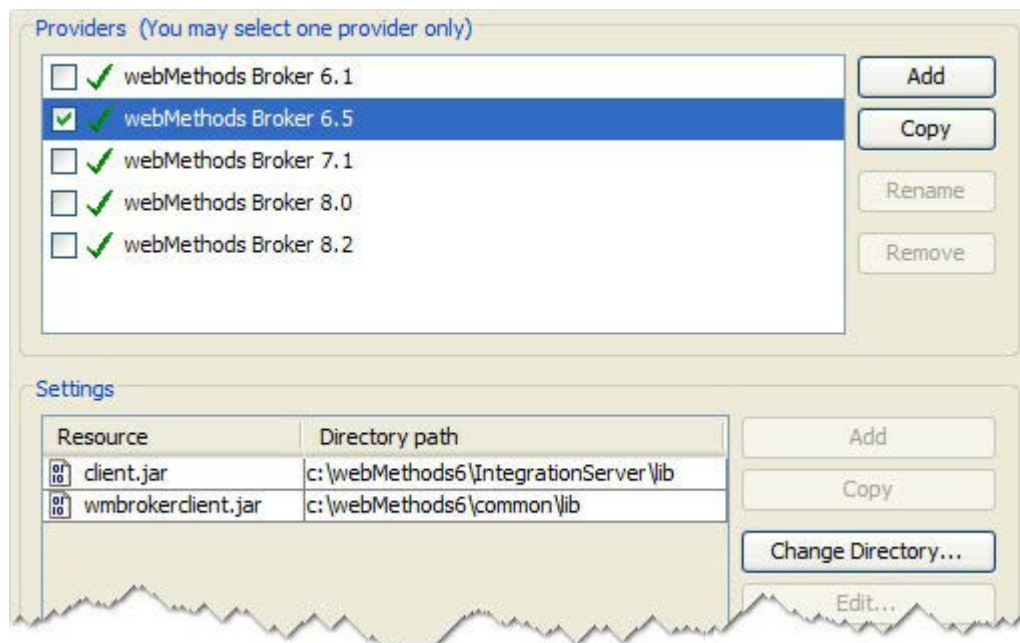 Providers (You may select one provider only)
webMethods Broker 6.1
webMethods Broker 6.5
webMethods Broker 7.1
webMethods Broker 8.0
webMethods Broker 8.2
Add
Copy
Rename
Remove
Settings
Resource Directory path
client.jar c:\webMethods6\IntegrationServer\lib
wmbrokerclient.jar c:\webMethods6\common\lib
Add
Copy
Change Directory...
Edit...